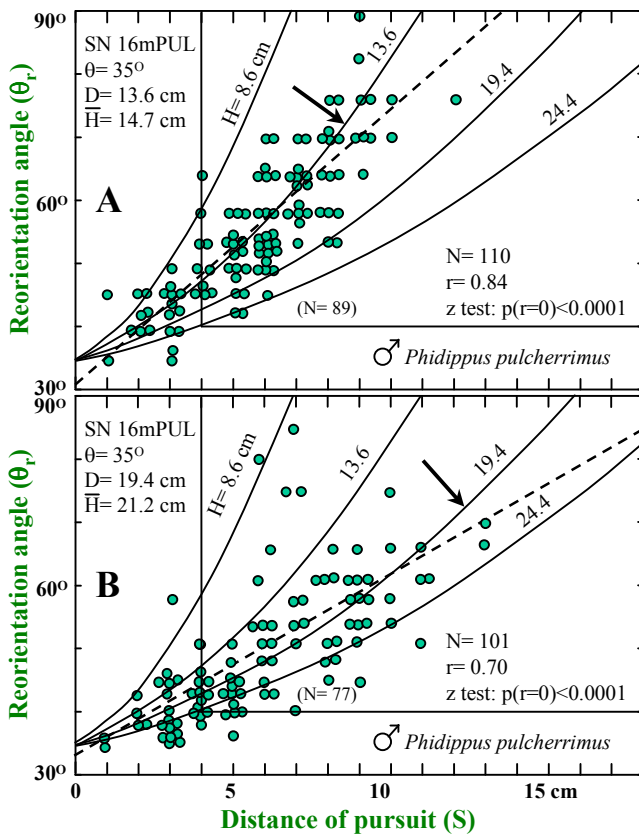 90°
SN 16mPUL
θ= 35°
D= 13.6 cm
H̅= 14.7 cm
H= 8.6 cm
13.6
19.4
24.4
A
60°
Reorientation angle (θr)
N= 110
r= 0.84
z test: p(r=0)<0.0001
(N= 89)
♂ Phidippus pulcherrimus
30°
90°
SN 16mPUL
θ= 35°
D= 19.4 cm
H̅= 21.2 cm
H= 8.6 cm
13.6
19.4
24.4
B
60°
Reorientation angle (θr)
N= 101
r= 0.70
z test: p(r=0)<0.0001
(N= 77)
♂ Phidippus pulcherrimus
30°
0 5 10 15 cm
Distance of pursuit (S)